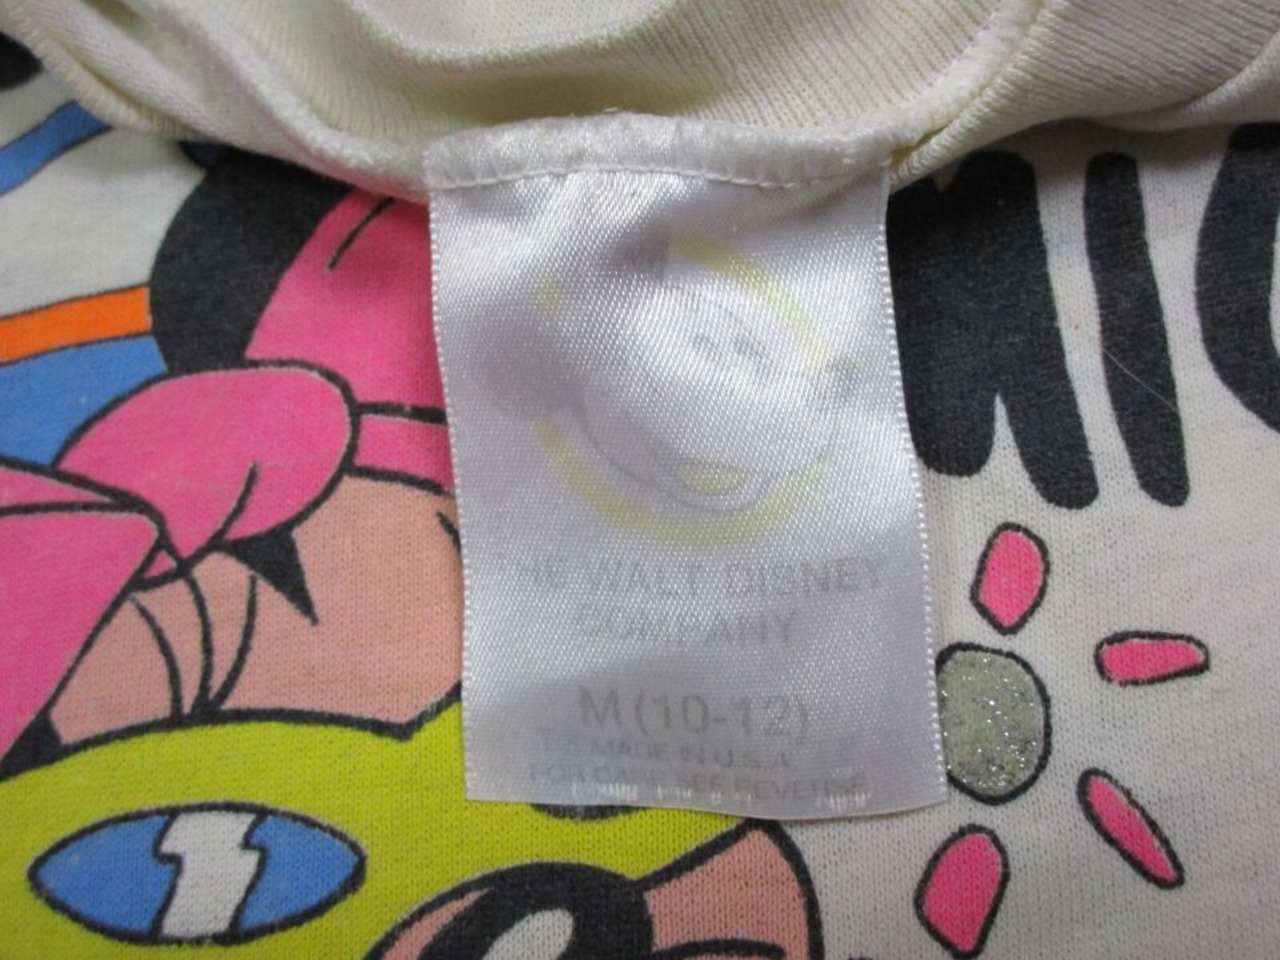 THE WALT DISNEY
COMPANY
M (10-12)
MADE IN U.S.A.
FOR CARE SEE REVERSE